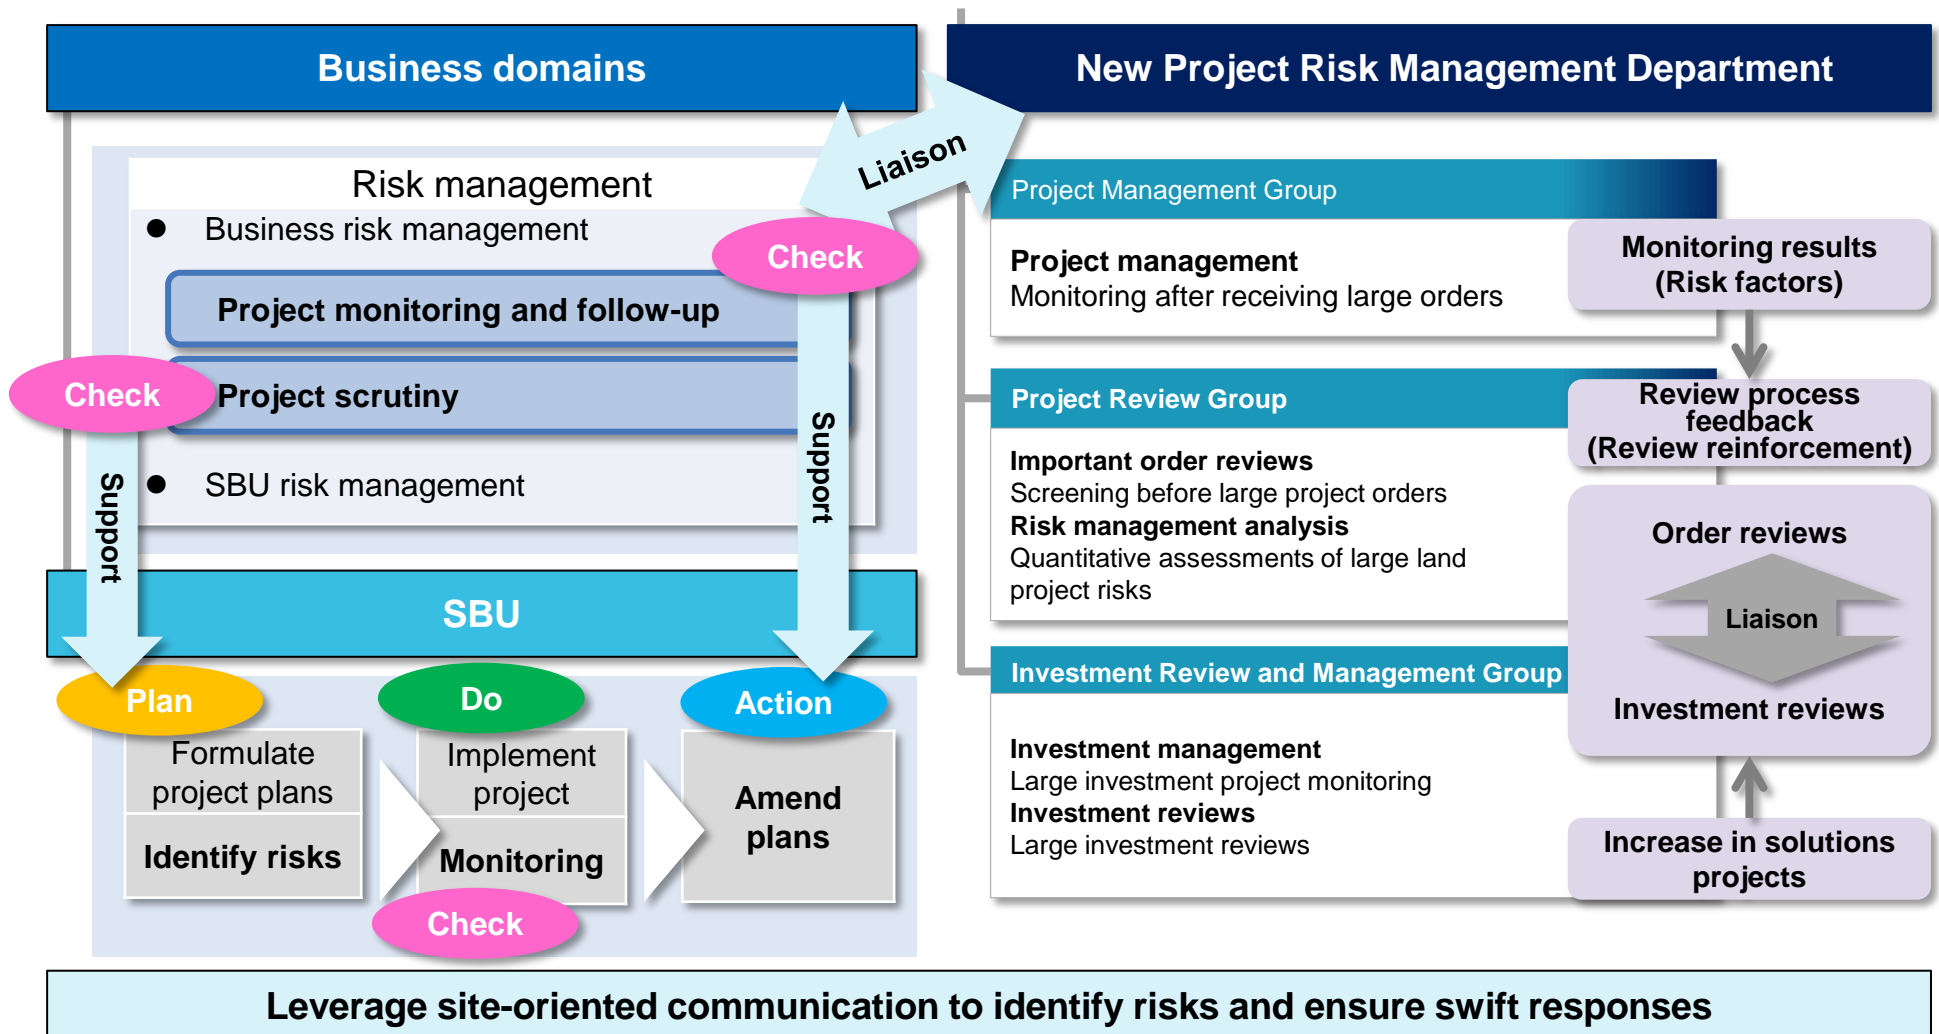 Business domains
New Project Risk Management Department
Liaison
Risk management
● Business risk management
Check
Project monitoring and follow-up
Check
Project scrutiny
Support
Support
● SBU risk management
SBU
Plan
Do
Action
Formulate
project plans
Identify risks
Implement
project
Monitoring
Check
Amend
plans
Project Management Group
Project management
Monitoring after receiving large orders
Monitoring results
(Risk factors)
Project Review Group
Review process
feedback
(Review reinforcement)
Important order reviews
Screening before large project orders
Risk management analysis
Quantitative assessments of large land
project risks
Order reviews
Liaison
Investment reviews
Investment Review and Management Group
Investment management
Large investment project monitoring
Investment reviews
Large investment reviews
Increase in solutions
projects
Leverage site-oriented communication to identify risks and ensure swift responses